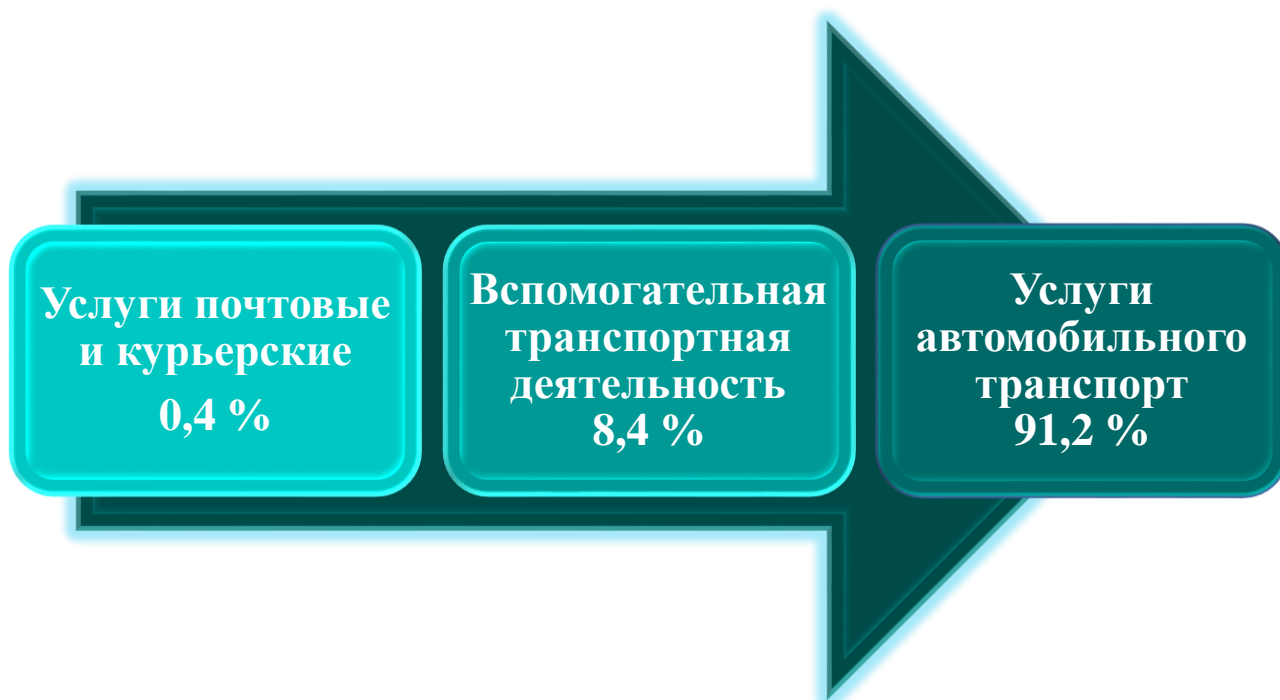 Услуги почтовые
и курьерские
0,4 %
Вспомогательная
транспортная
деятельность
8,4 %
Услуги
автомобильного
транспорт
91,2 %